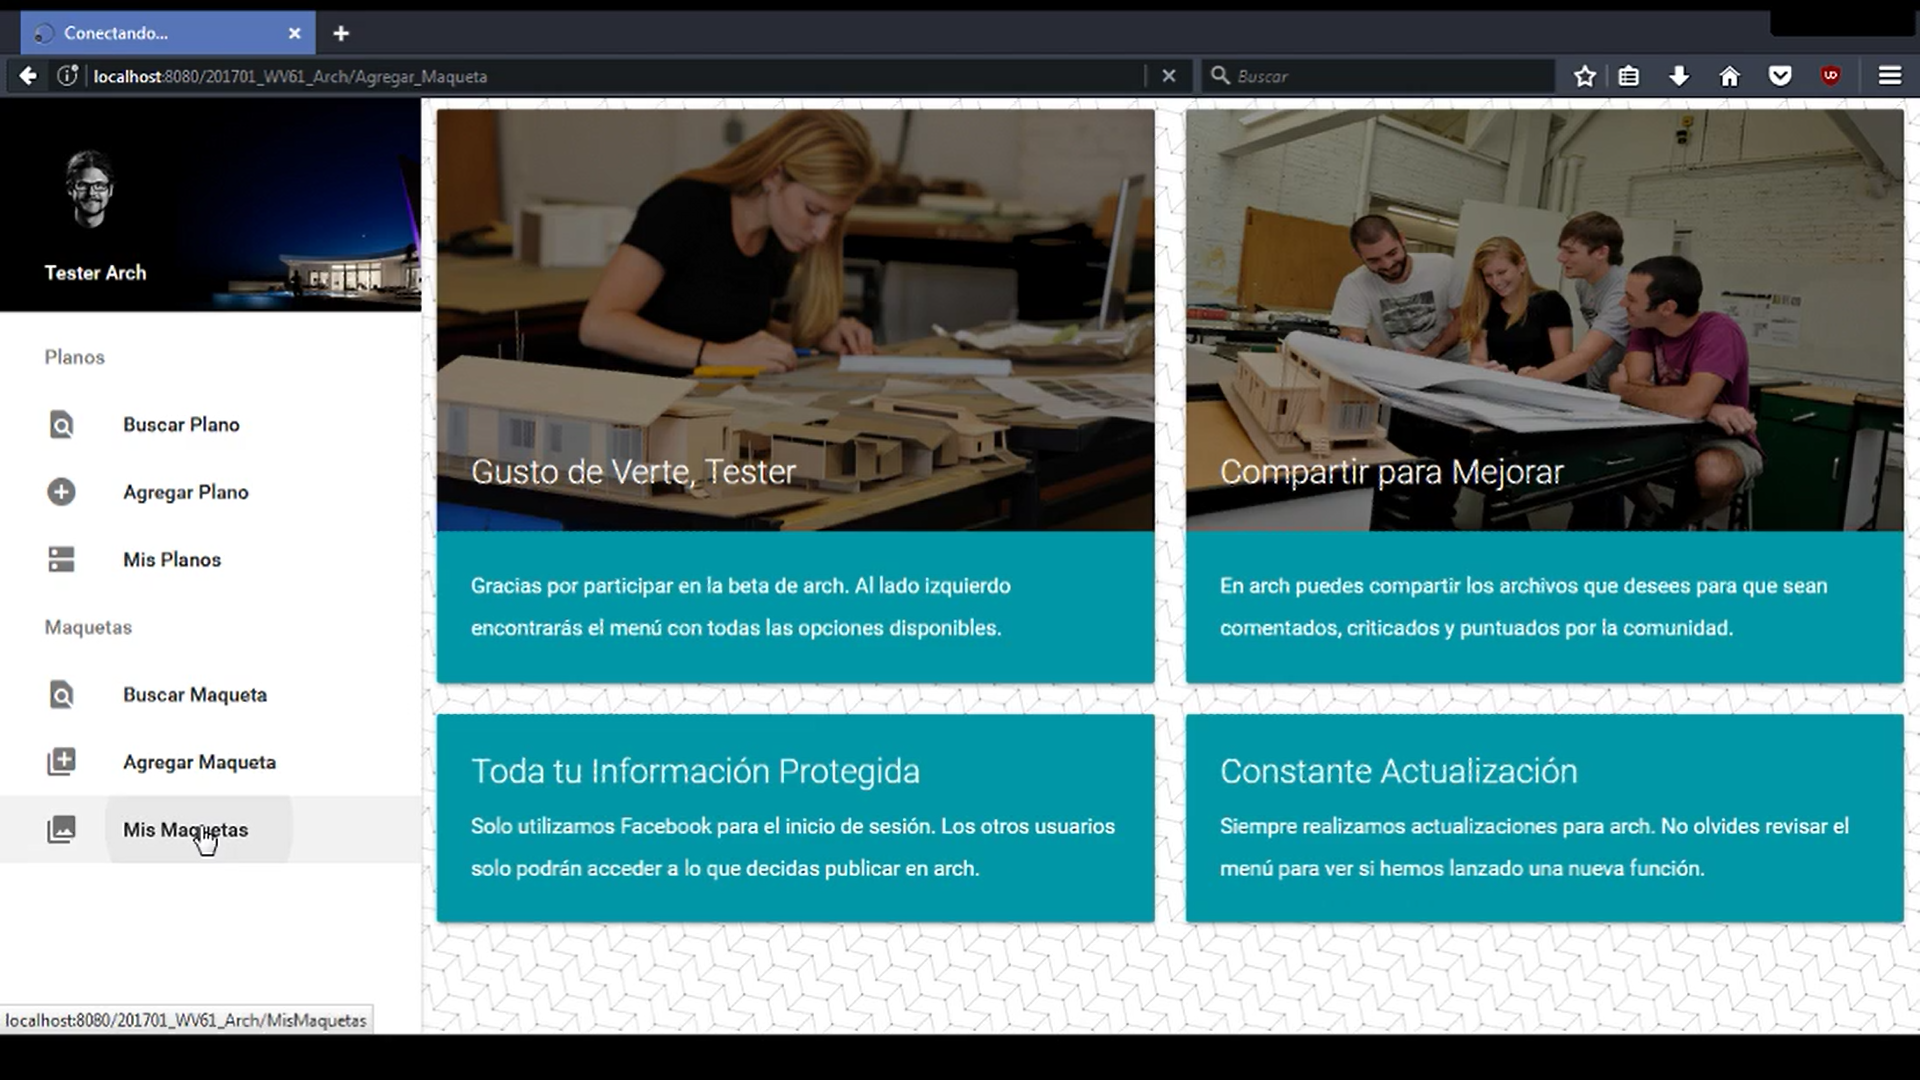 Conectando...
localhost:8080/201701_WV61_Arch/Agregar_Maqueta
Buscar
Tester Arch
Planos
Buscar Plano
Agregar Plano
Mis Planos
Maquetas
Buscar Maqueta
Agregar Maqueta
Mis Maquetas
Gusto de Verte, Tester
Gracias por participar en la beta de arch. Al lado izquierdo
encontrarás el menú con todas las opciones disponibles.
Compartir para Mejorar
En arch puedes compartir los archivos que desees para que sean
comentados, criticados y puntuados por la comunidad.
Toda tu Información Protegida
Solo utilizamos Facebook para el inicio de sesión. Los otros usuarios
solo podrán acceder a lo que decidas publicar en arch.
Constante Actualización
Siempre realizamos actualizaciones para arch. No olvides revisar el
menú para ver si hemos lanzado una nueva función.
localhost:8080/201701_WV61_Arch/MisMaquetas